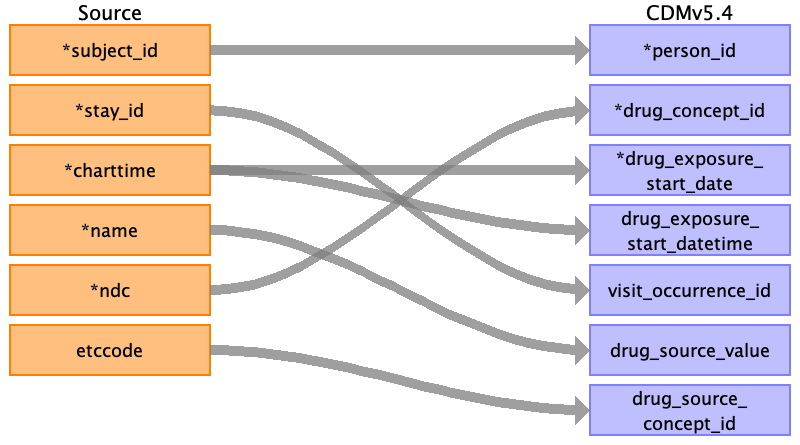 Source
CDMv5.4
*subject_id
*person_id
*stay_id
*drug_concept_id
*charttime
*drug_exposure_
start_date
*name
drug_exposure_
start_datetime
*ndc
visit_occurrence_id
etccode
drug_source_value
drug_source_
concept_id